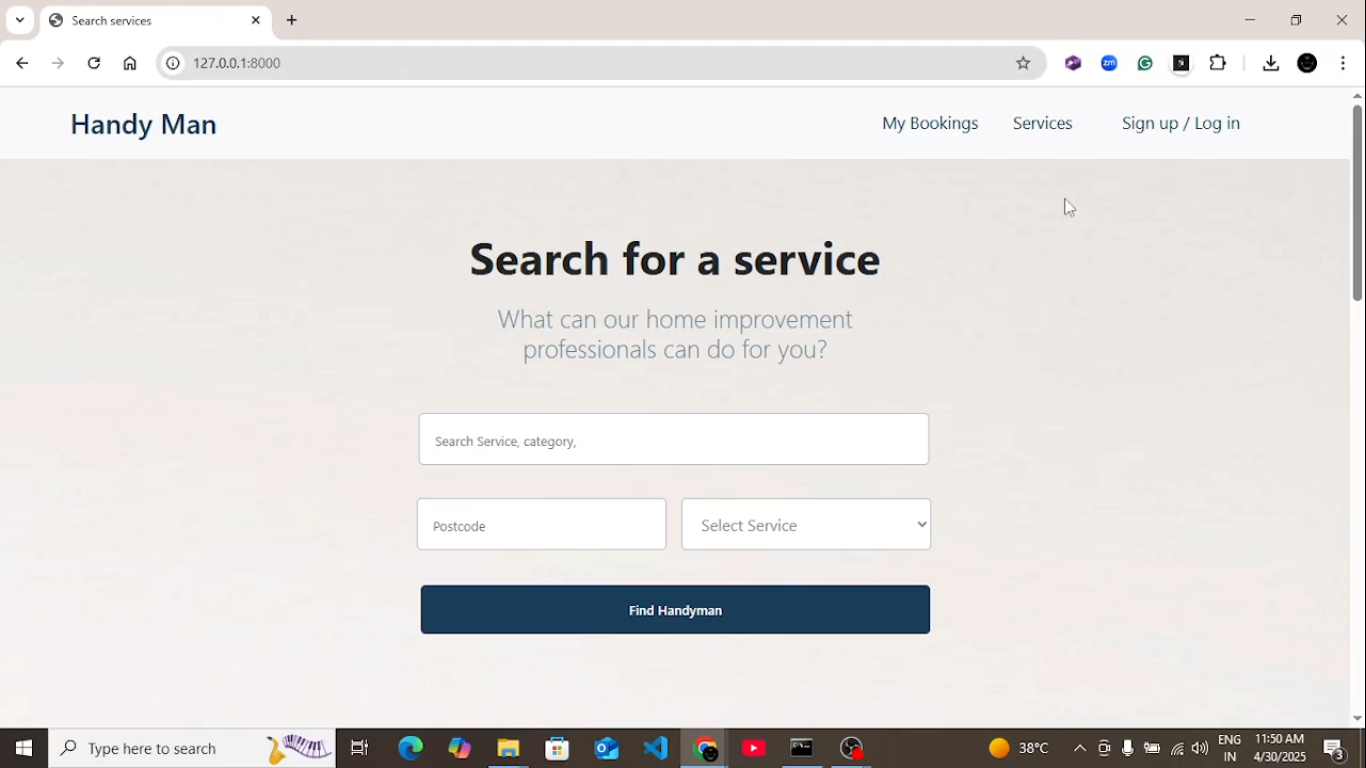 Search services
127.0.0.1:8000
zm
Handy Man
My Bookings
Services
Sign up / Log in
Search for a service
What can our home improvement
professionals can do for you?
Search Service, category,
Postcode
Select Service
Find Handyman
Type here to search
38°C
ENG
IN
11:50 AM
4/30/2025
3